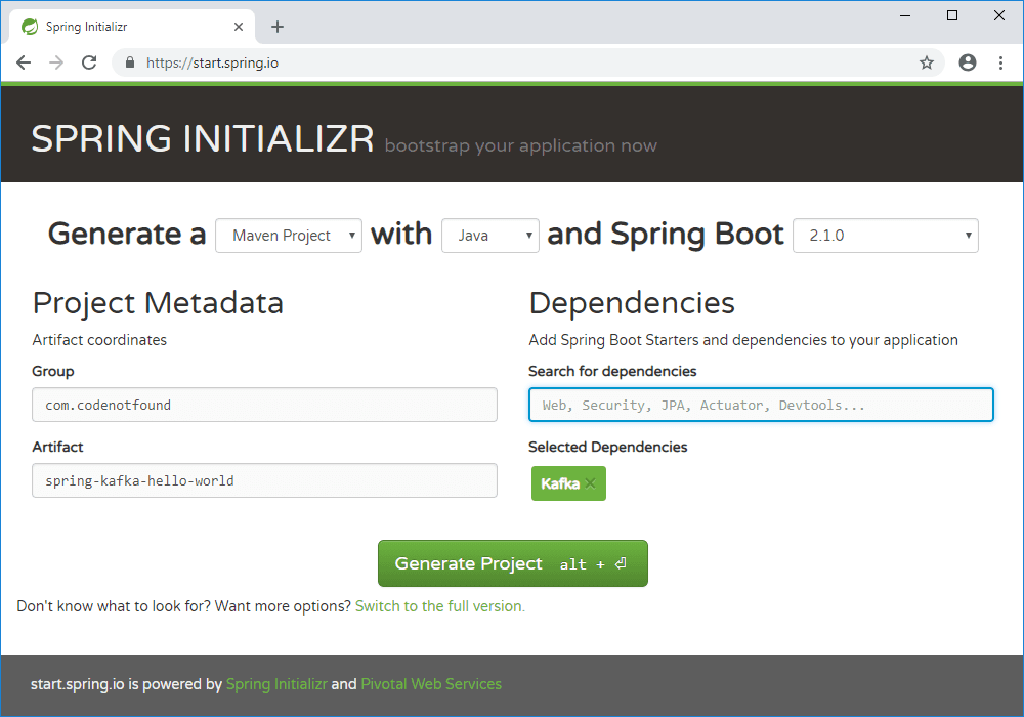 Spring Initializr
https://start.spring.io
SPRING INITIALIZR bootstrap your application now
Generate a Maven Project with Java and Spring Boot 2.1.0
Project Metadata
Artifact coordinates
Group
com.codenotfound
Artifact
spring-kafka-hello-world
Dependencies
Add Spring Boot Starters and dependencies to your application
Search for dependencies
Web, Security, JPA, Actuator, Devtools...
Selected Dependencies
Kafka ×
Generate Project alt + ⏎
Don't know what to look for? Want more options? Switch to the full version.
start.spring.io is powered by Spring Initializr and Pivotal Web Services